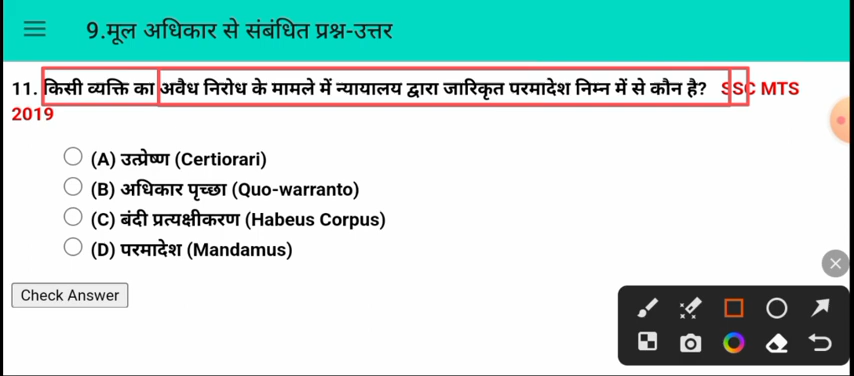 9.मूल अधिकार से संबंधित प्रश्न-उत्तर
11. किसी व्यक्ति का अवैध निरोध के मामले में न्यायालय द्वारा जारिकृत परमादेश निम्न में से कौन है? SSC MTS
2019
(A) उत्प्रेष्ण (Certiorari)
(B) अधिकार पृच्छा (Quo-warranto)
(C) बंदी प्रत्यक्षीकरण (Habeus Corpus)
(D) परमादेश (Mandamus)
Check Answer